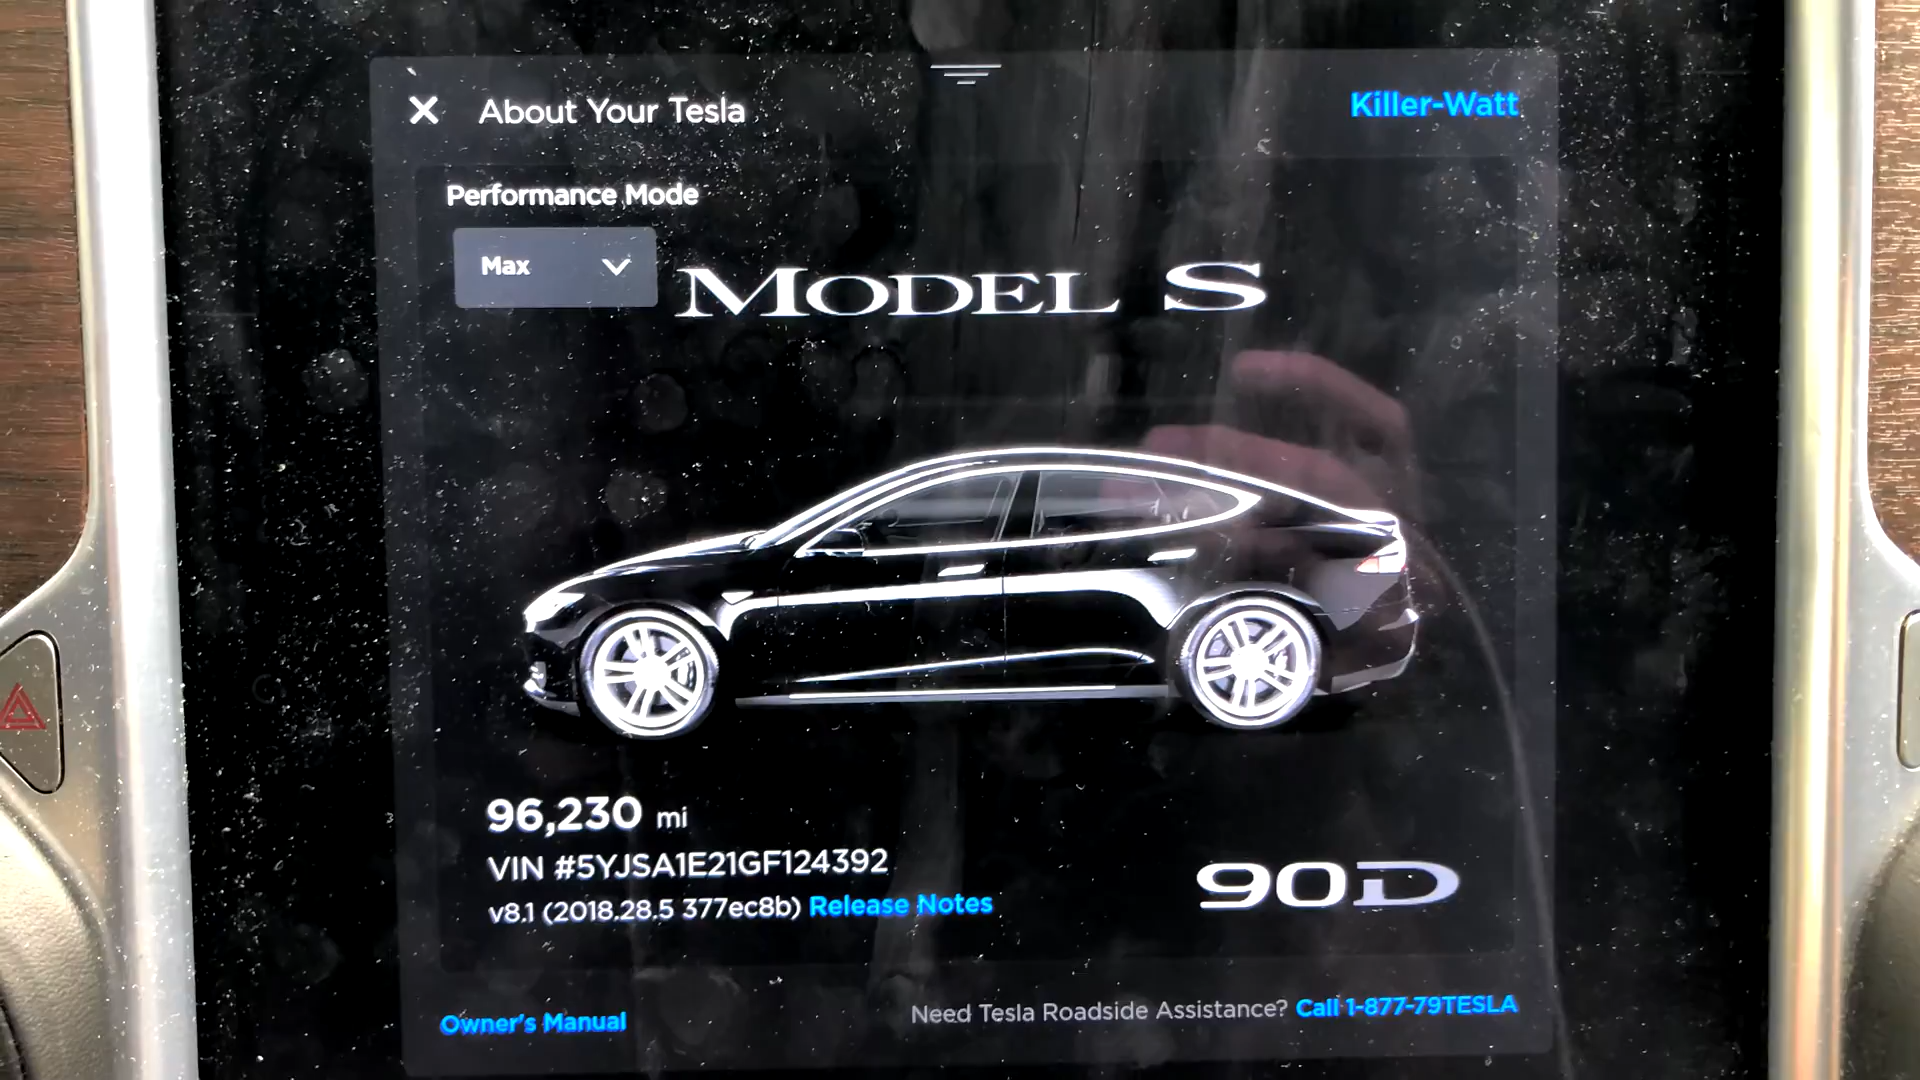 About Your Tesla
Killer-Watt
Performance Mode
Max
MODEL S
96,230 mi
VIN #5YJSA1E21GF124392
v8.1 (2018.28.5 377ec8b) Release Notes
90D
Owner's Manual
Need Tesla Roadside Assistance? Call 1-877-79TESLA